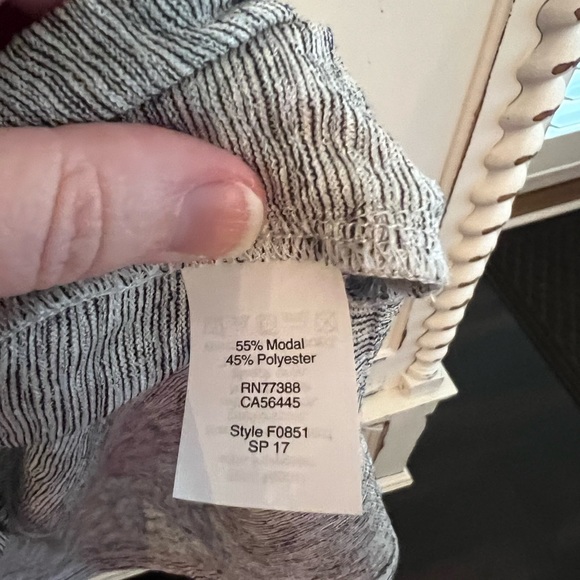 55% Modal
45% Polyester
RN77388
CA56445
Style F0851
SP 17